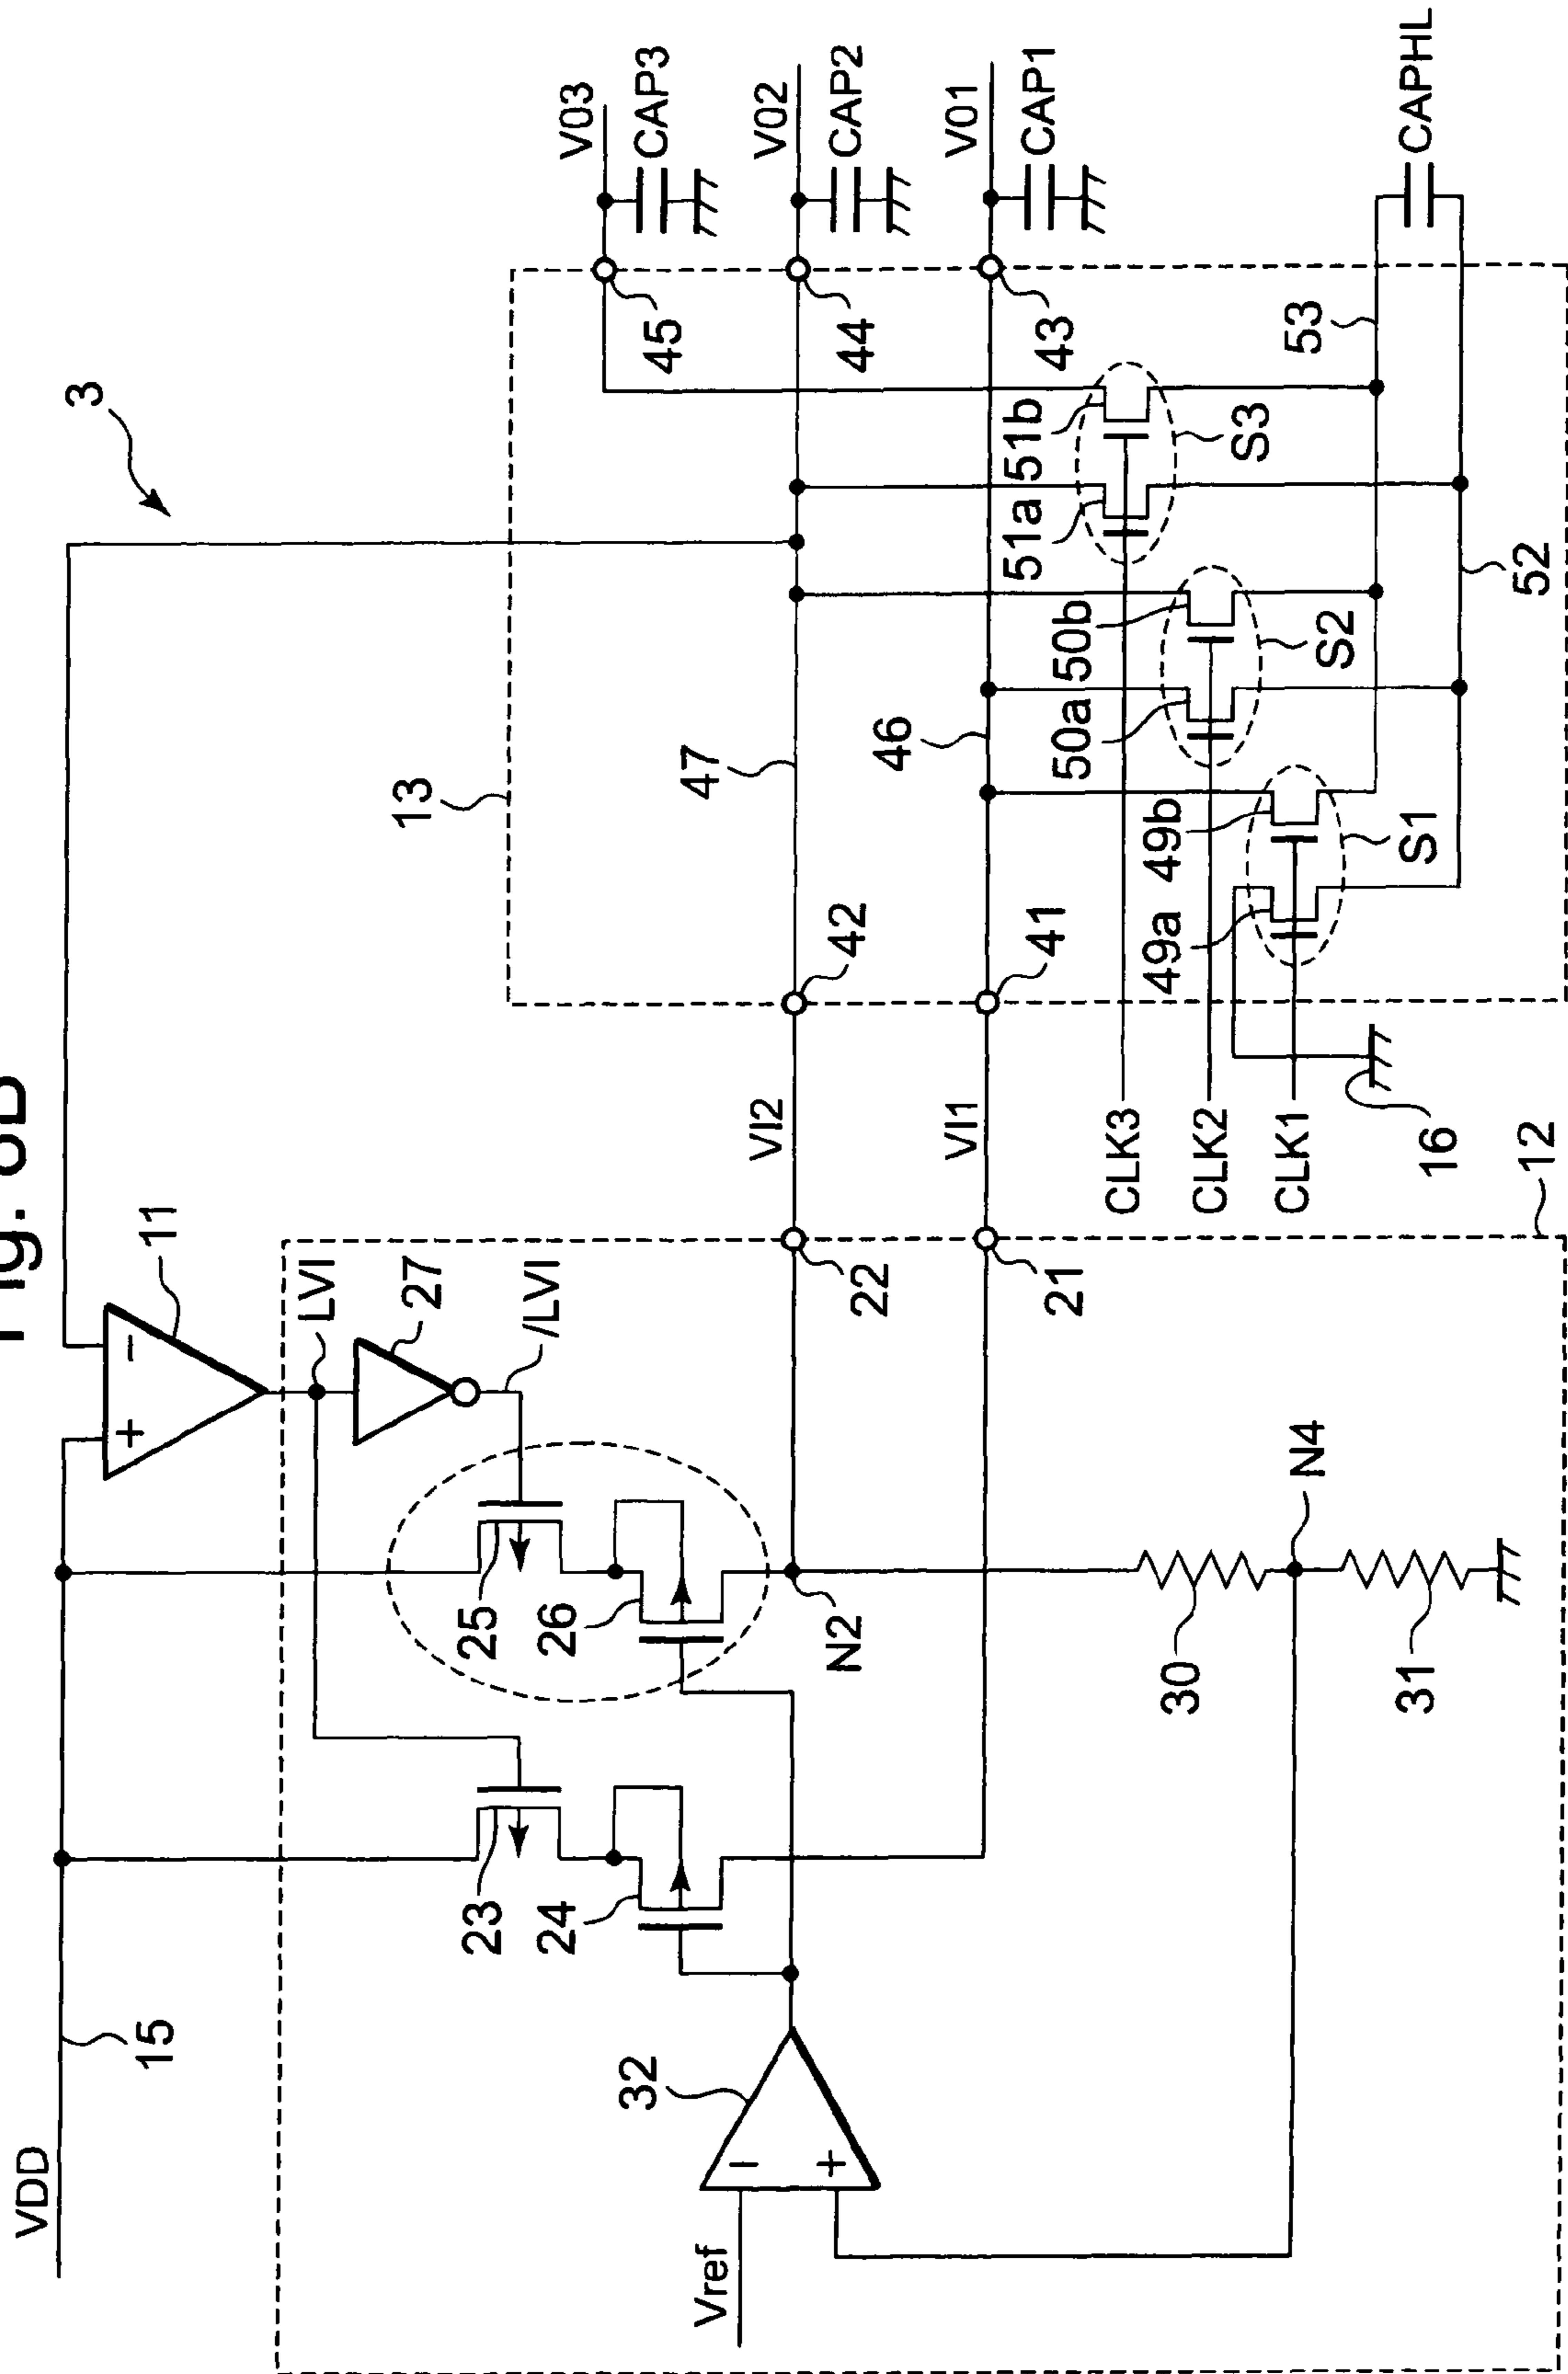 Fig.
3
VDD
15
11
+
-
LVI
27
/LVI
25
26
23
24
N2
32
-
+
Vref
30
N4
31
22
21
12
VI2
VI1
CLK3
CLK2
CLK1
16
13
42
41
47
46
49a
49b
S1
50a
50b
S2
51a
51b
S3
45
44
43
53
52
V03
CAP3
V02
CAP2
V01
CAP1
CAPHL